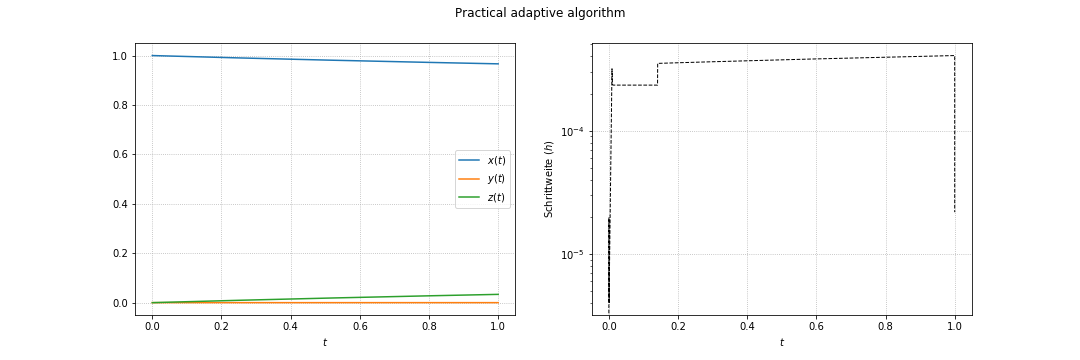 Practical adaptive algorithm
1.0
0.8
0.6
0.4
0.2
0.0
x(t)
y(t)
z(t)
0.0 0.2 0.4 0.6 0.8 1.0
t
Schrittweite (h)
10⁻⁴
10⁻⁵
0.0 0.2 0.4 0.6 0.8 1.0
t